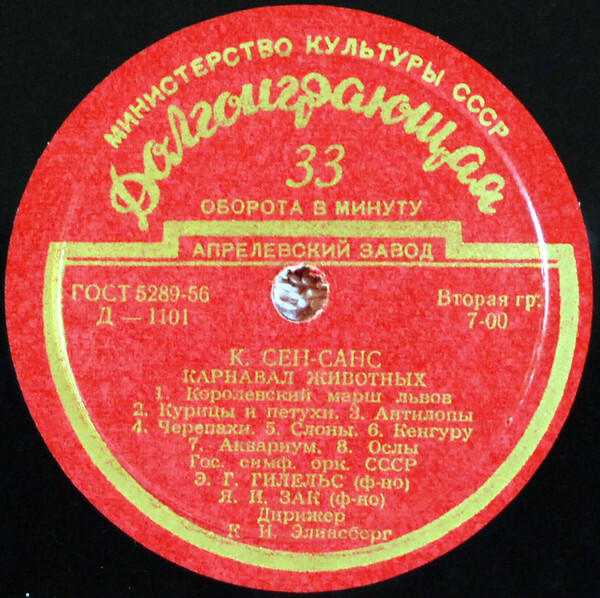 МИНИСТЕРСТВО КУЛЬТУРЫ СССР
Долгоиграющая
33
ОБОРОТА В МИНУТУ
АПРЕЛЕВСКИЙ ЗАВОД
ГОСТ 5289-56
Д — 1101
Вторая гр.
7-00
К. СЕН-САНС
КАРНАВАЛ ЖИВОТНЫХ
1. Королевский марш львов
2. Курицы и петухи. 3. Антилопы
4. Черепахи. 5. Слоны. 6. Кенгуру
7. Аквариум. 8. Ослы
Гос. симф. орк. СССР
Э. Г. ГИЛЕЛЬС (ф-но)
Я. И. ЗАК (ф-но)
Дирижер
К И. Элиасберг